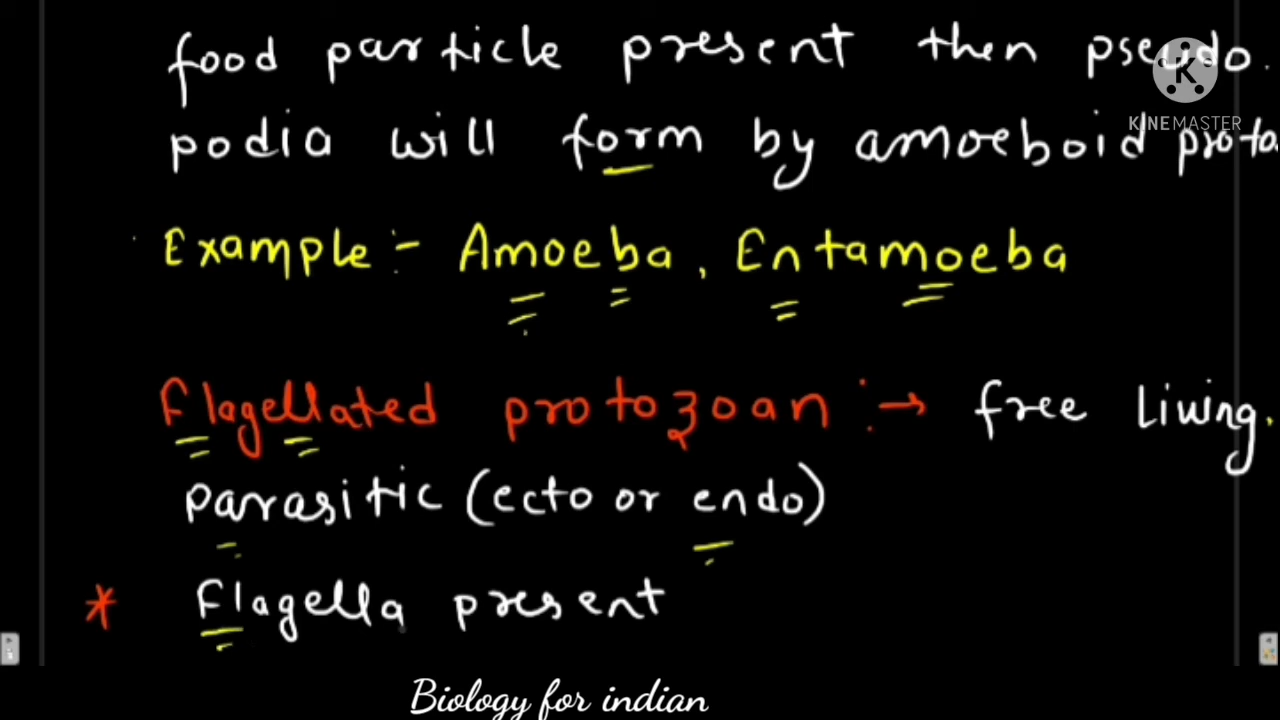 food particle present then pseudo.
KINEMASTER
podia will form by amoeboid proto
Example :- Amoeba, Entamoeba
Flagellated protozoan :→ free living.
parasitic (ecto or endo)
* Flagella present
Biology for indian